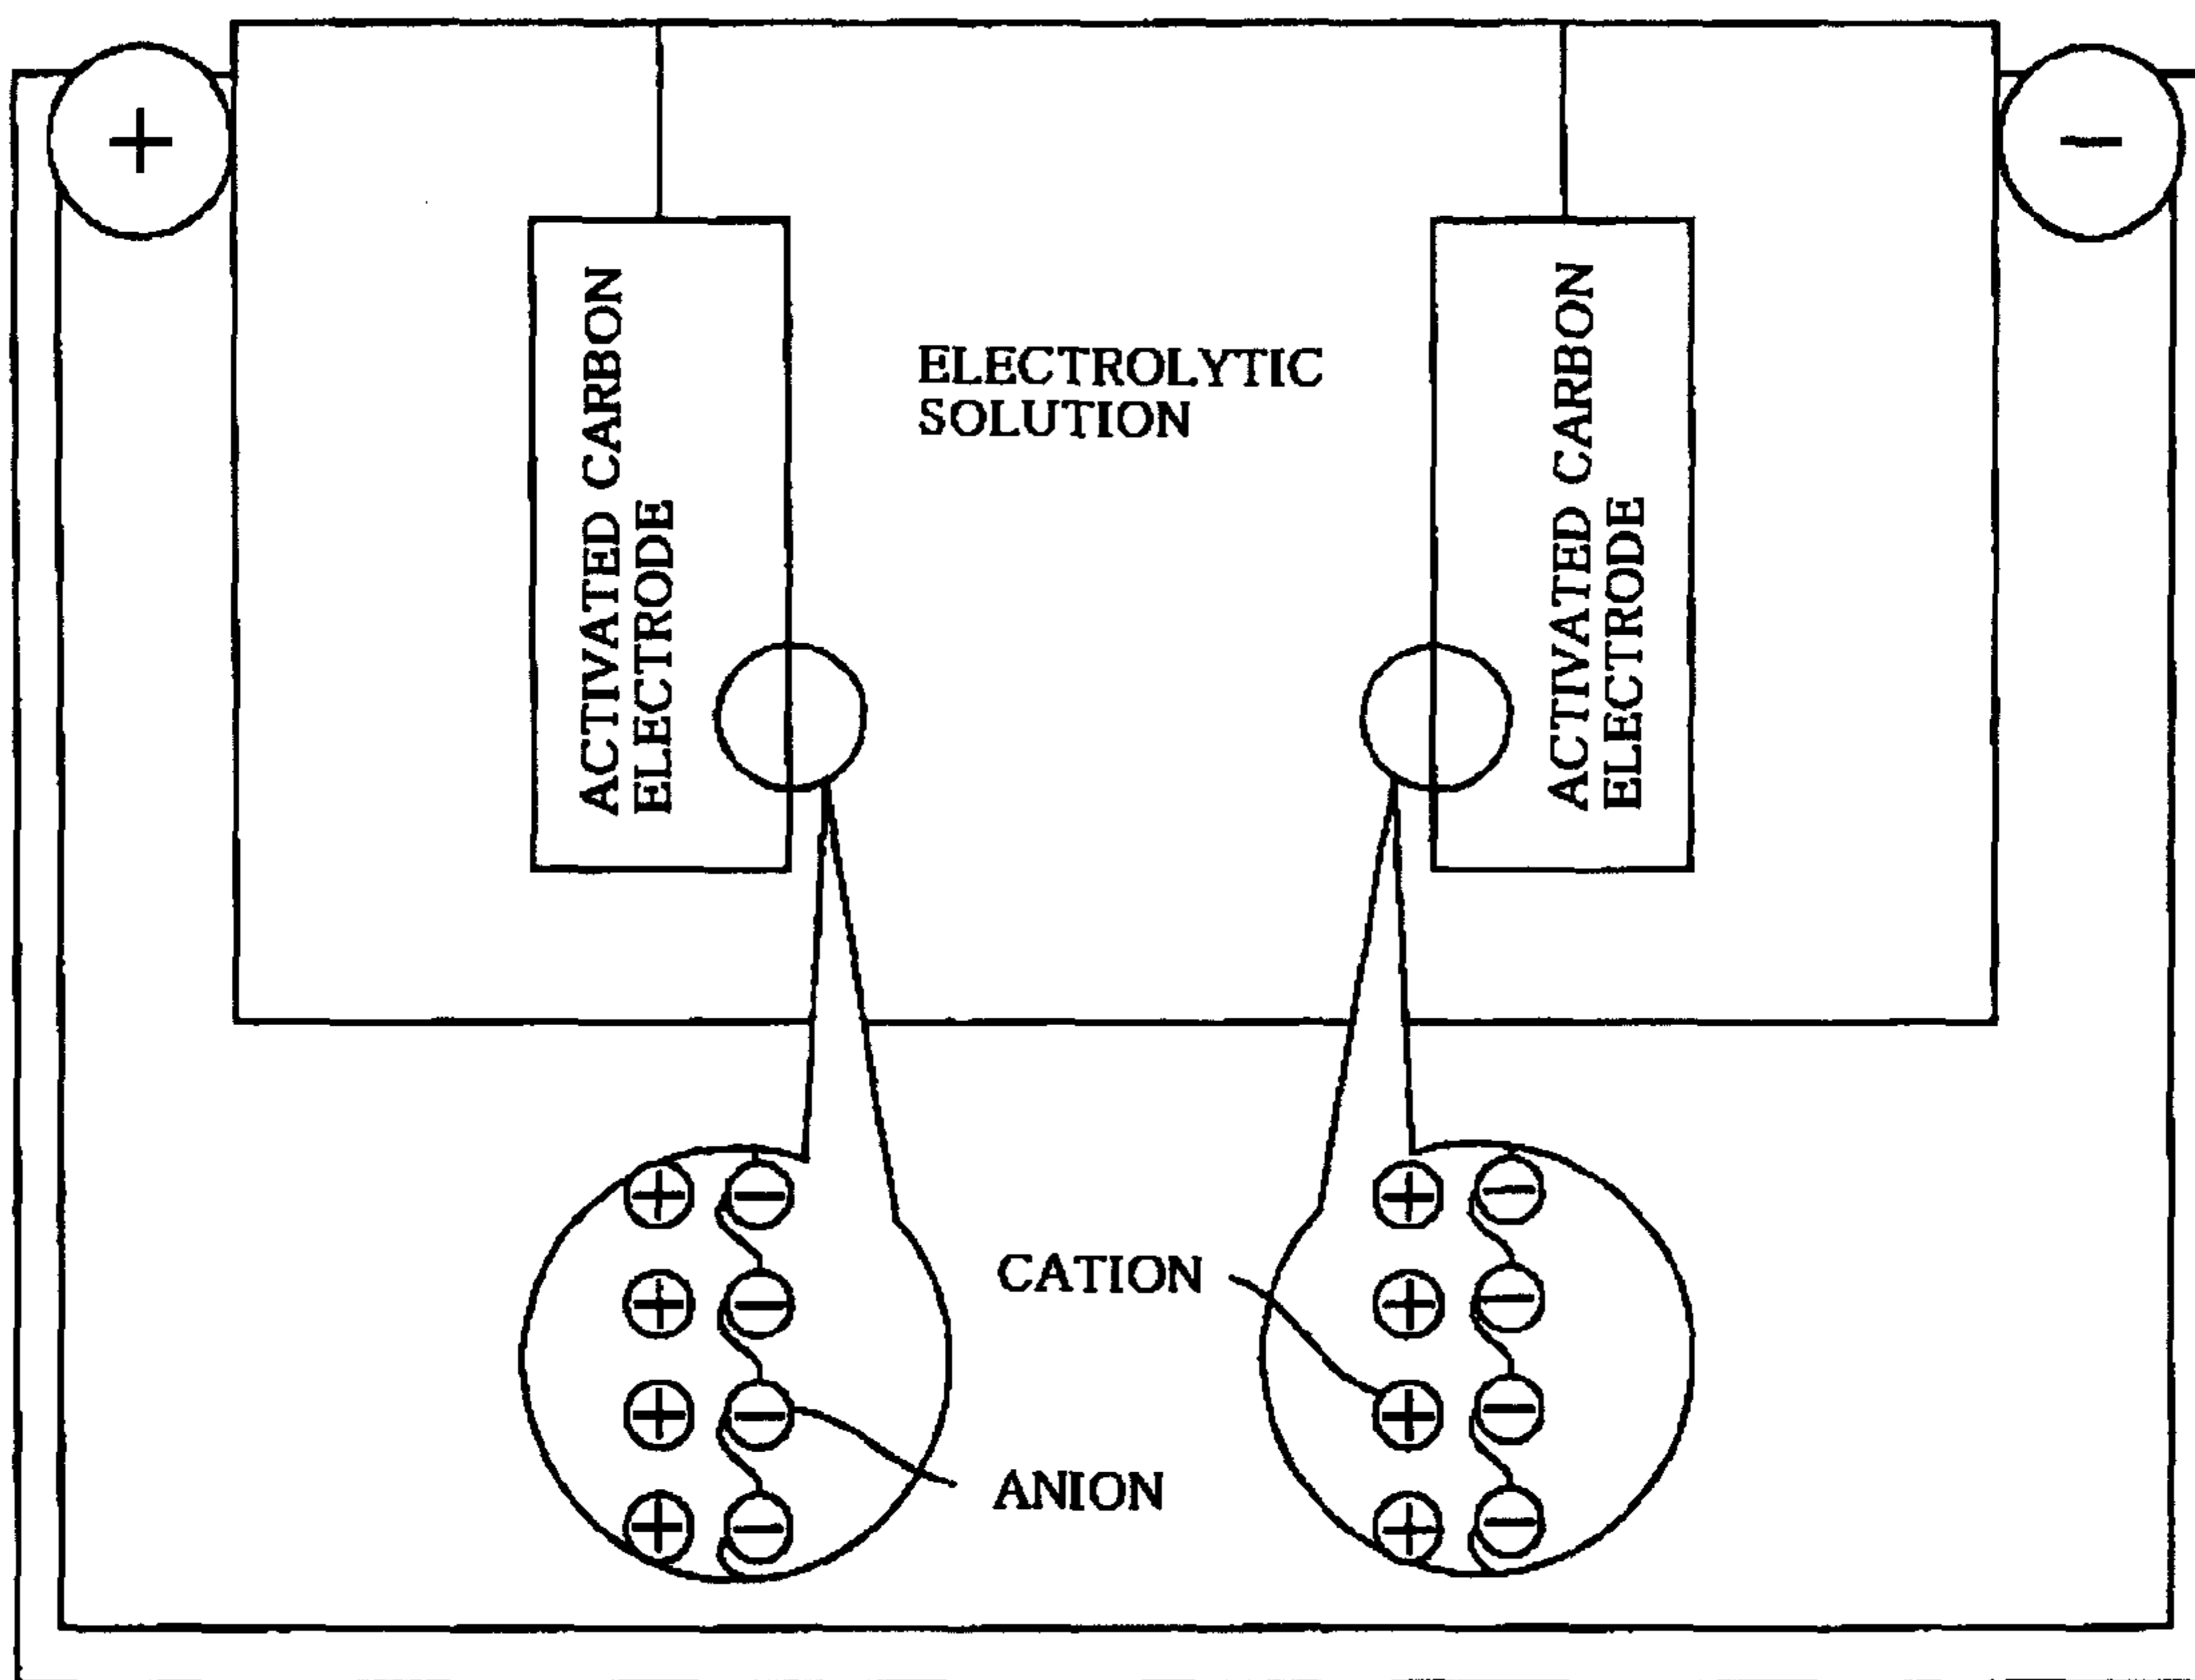 +
−
ACTIVATED CARBON
ELECTRODE
ELECTROLYTIC
SOLUTION
ACTIVATED CARBON
ELECTRODE
CATION
ANION